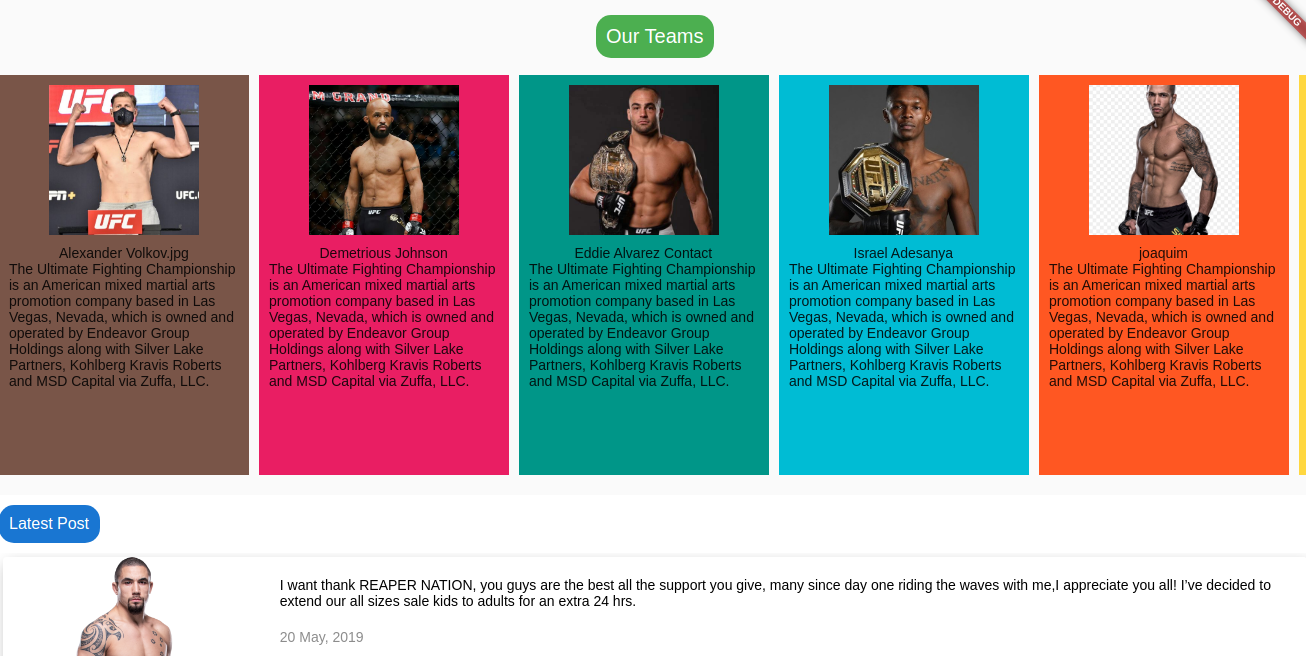 DEBUG
Our Teams
UFC
UFC
UFC.
PN+
UFC
M GRAND
UFC
UFC
UFC
UFC
UFC
UFC
UFC
Alexander Volkov.jpg
The Ultimate Fighting Championship
is an American mixed martial arts
promotion company based in Las
Vegas, Nevada, which is owned and
operated by Endeavor Group
Holdings along with Silver Lake
Partners, Kohlberg Kravis Roberts
and MSD Capital via Zuffa, LLC.
Demetrious Johnson
The Ultimate Fighting Championship
is an American mixed martial arts
promotion company based in Las
Vegas, Nevada, which is owned and
operated by Endeavor Group
Holdings along with Silver Lake
Partners, Kohlberg Kravis Roberts
and MSD Capital via Zuffa, LLC.
Eddie Alvarez Contact
The Ultimate Fighting Championship
is an American mixed martial arts
promotion company based in Las
Vegas, Nevada, which is owned and
operated by Endeavor Group
Holdings along with Silver Lake
Partners, Kohlberg Kravis Roberts
and MSD Capital via Zuffa, LLC.
Israel Adesanya
The Ultimate Fighting Championship
is an American mixed martial arts
promotion company based in Las
Vegas, Nevada, which is owned and
operated by Endeavor Group
Holdings along with Silver Lake
Partners, Kohlberg Kravis Roberts
and MSD Capital via Zuffa, LLC.
joaquim
The Ultimate Fighting Championship
is an American mixed martial arts
promotion company based in Las
Vegas, Nevada, which is owned and
operated by Endeavor Group
Holdings along with Silver Lake
Partners, Kohlberg Kravis Roberts
and MSD Capital via Zuffa, LLC.
Latest Post
I want thank REAPER NATION, you guys are the best all the support you give, many since day one riding the waves with me,I appreciate you all! I've decided to
extend our all sizes sale kids to adults for an extra 24 hrs.
20 May, 2019